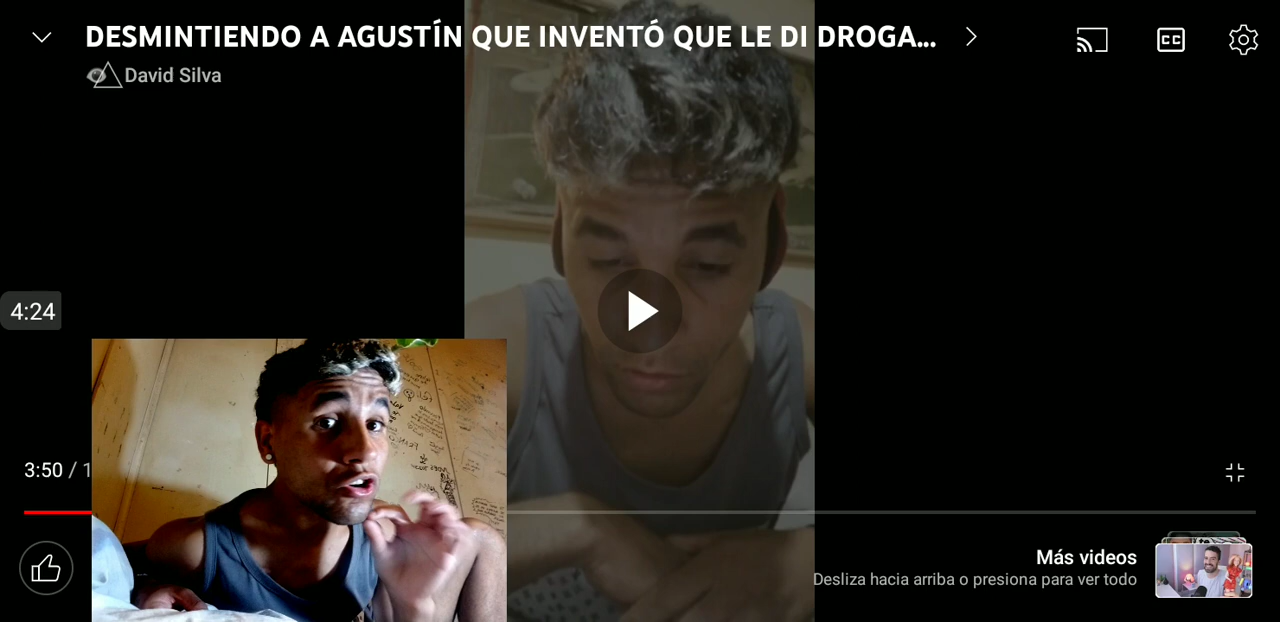 DESMINTIENDO A AGUSTÍN QUE INVENTÓ QUE LE DI DROGA...
David Silva
CC
4:24
3:50 / 1
Más videos
Desliza hacia arriba o presiona para ver todo